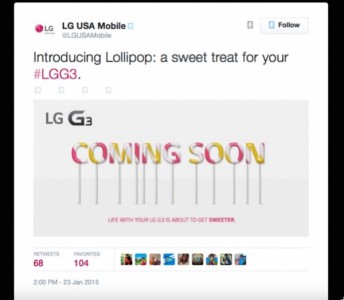 LG USA Mobile
@LGUSAMobile
Follow
Introducing Lollipop: a sweet treat for your
#LGG3.
LG G3
COMING SOON
LIFE WITH YOUR LG G3 IS ABOUT TO GET SWEETER.
RETWEETS FAVORITES
68 104
2:00 PM - 23 Jan 2015